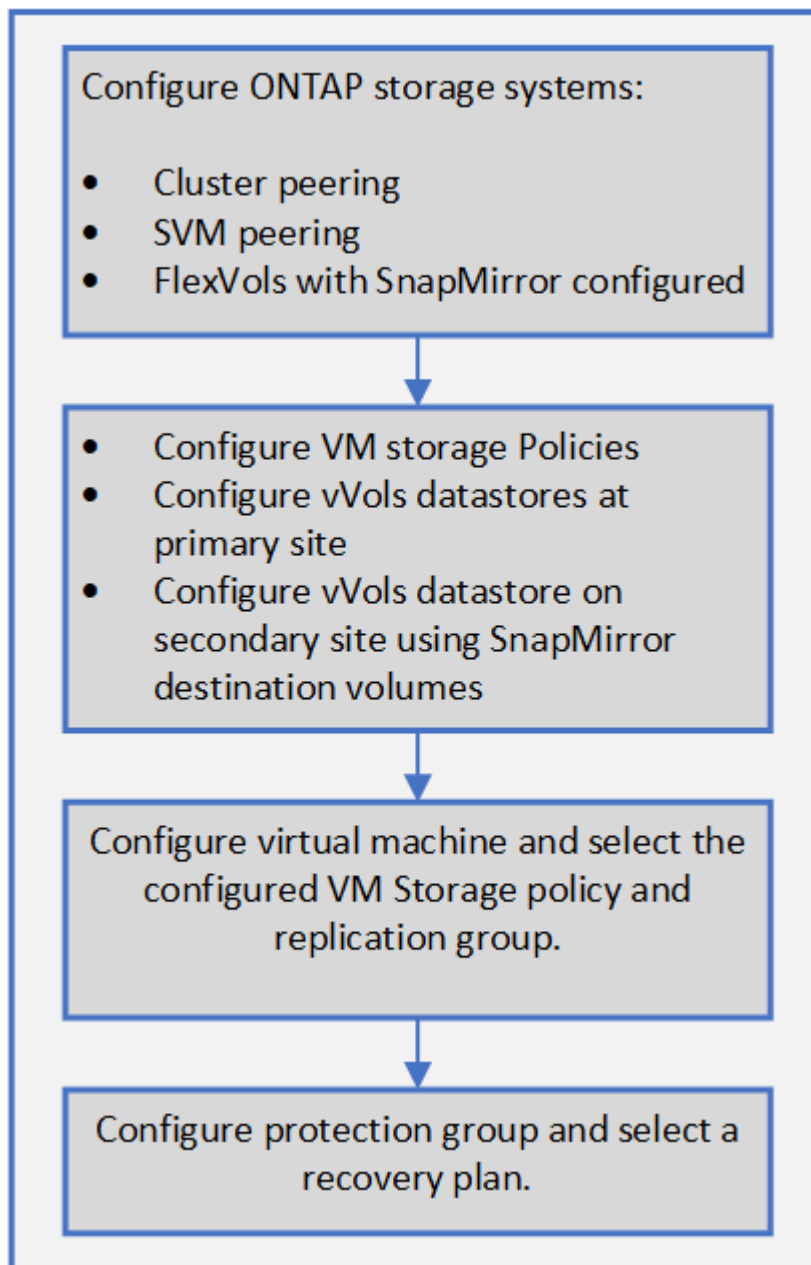 Configure ONTAP storage systems:
• Cluster peering
• SVM peering
• FlexVols with SnapMirror configured
• Configure VM storage Policies
• Configure vVols datastores at
primary site
• Configure vVols datastore on
secondary site using SnapMirror
destination volumes
Configure virtual machine and select the
configured VM Storage policy and
replication group.
Configure protection group and select a
recovery plan.